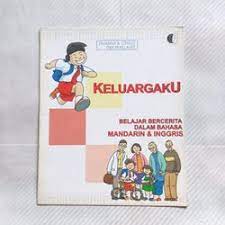 KELUARGAKU
BELAJAR BERCERITA
DALAM BAHASA
MANDARIN & INGGRIS